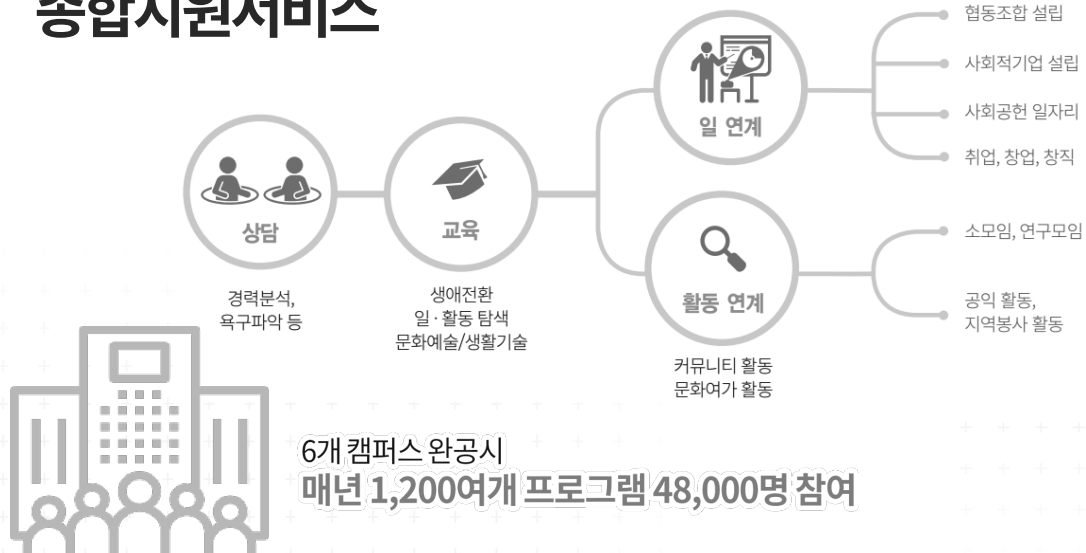 종합지원서비스
상담
경력분석,
욕구파악 등
교육
생애전환
일 · 활동 탐색
문화예술/생활기술
일 연계
협동조합 설립
사회적기업 설립
사회공헌 일자리
취업, 창업, 창직
활동 연계
커뮤니티 활동
문화여가 활동
소모임, 연구모임
공익 활동,
지역봉사 활동
6개 캠퍼스 완공시
매년 1,200여개 프로그램 48,000명 참여